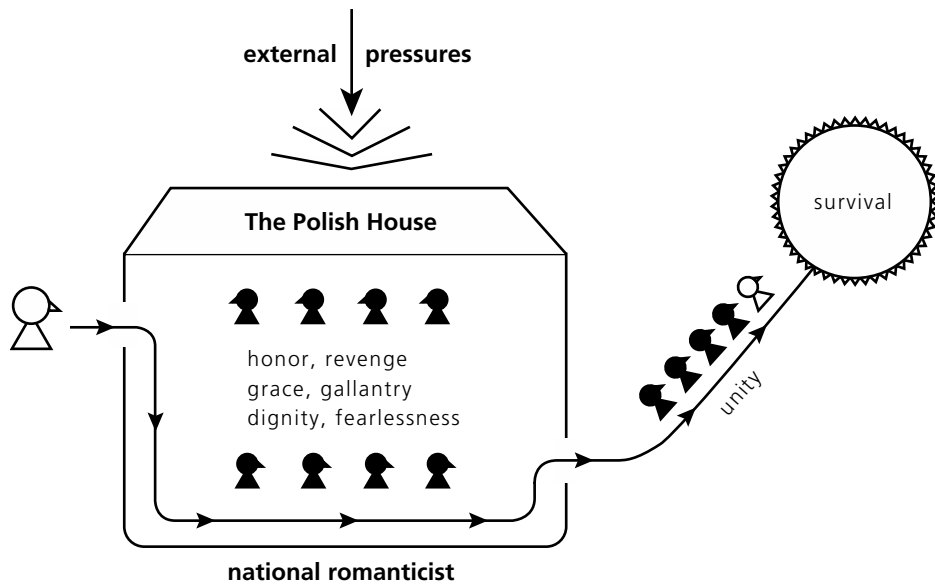 external pressures
The Polish House
survival
honor, revenge
grace, gallantry
dignity, fearlessness
unity
national romanticist